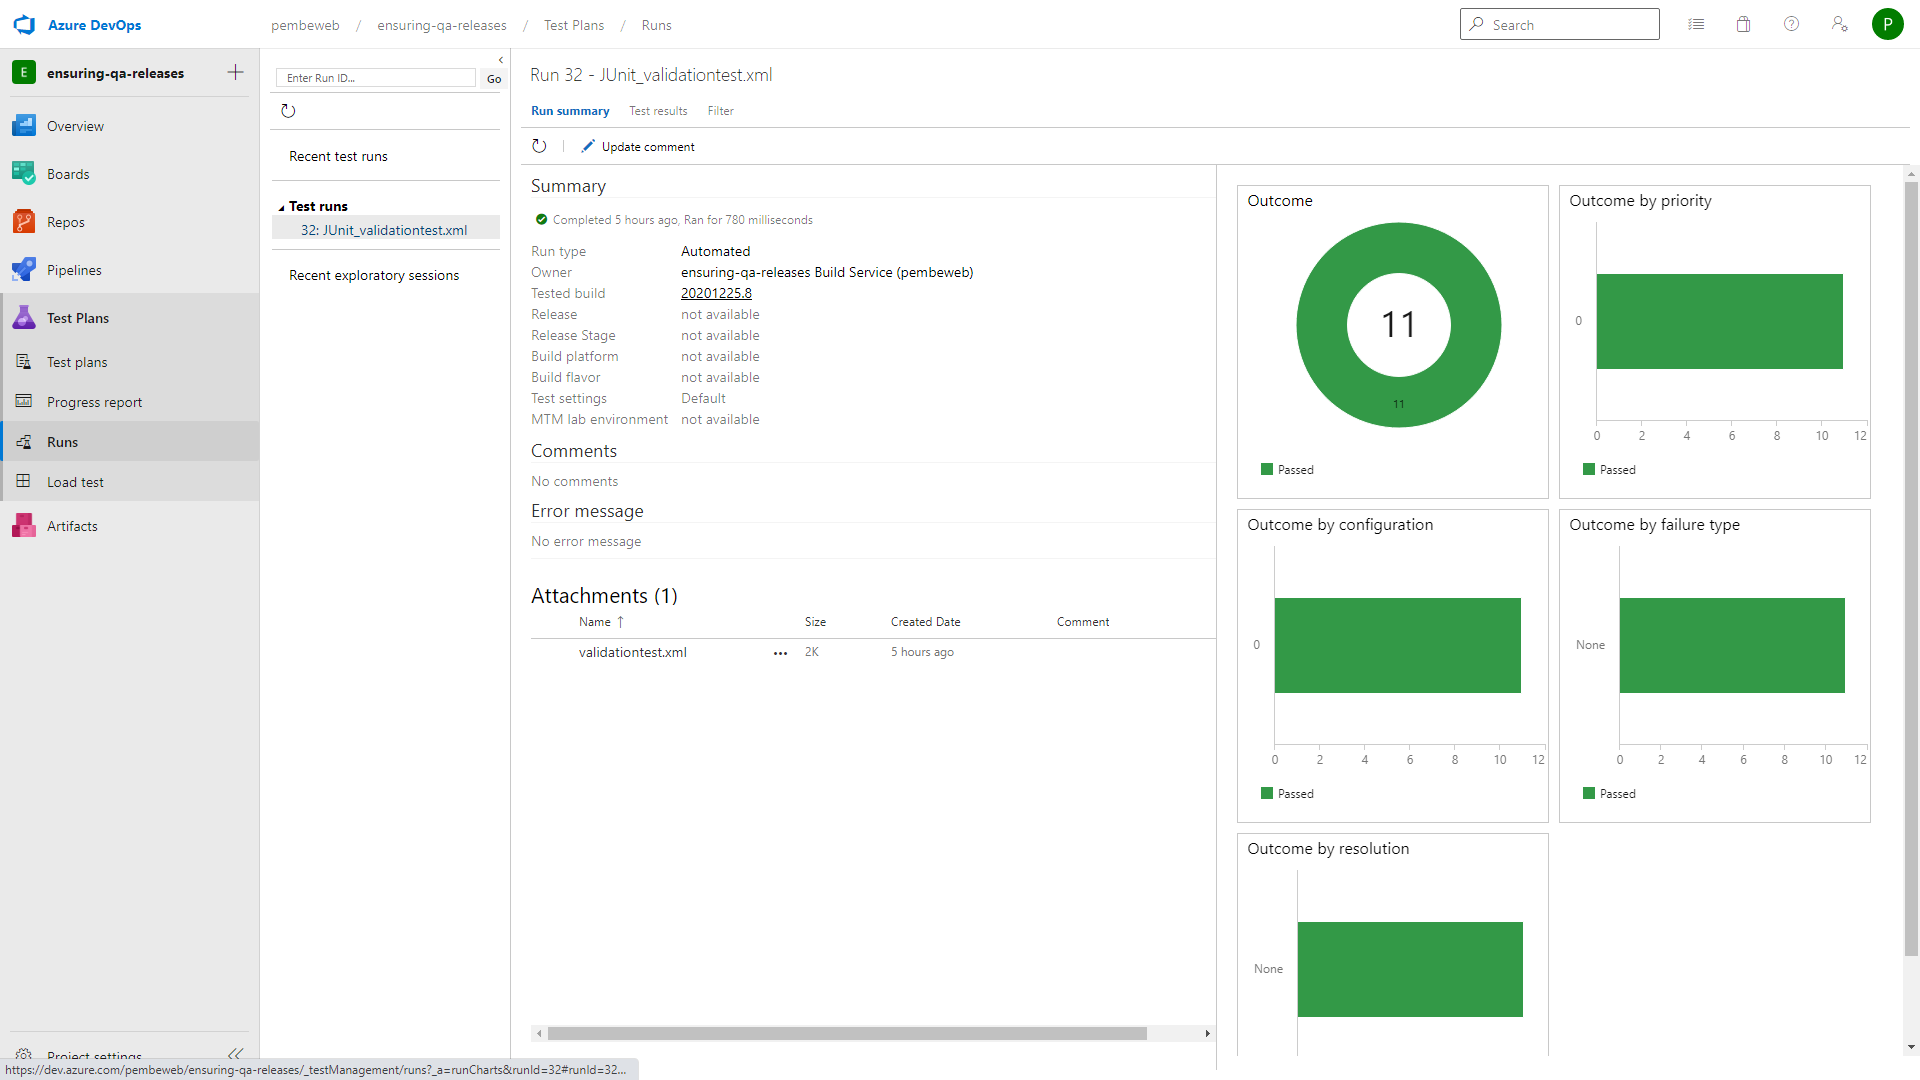 Azure DevOps
pembeweb / ensuring-qa-releases / Test Plans / Runs
Search
P
E ensuring-qa-releases
Overview
Boards
Repos
Pipelines
Test Plans
Test plans
Progress report
Runs
Load test
Artifacts
Project settings
https://dev.azure.com/pembeweb/ensuring-qa-releases/_testManagement/runs?_a=runCharts&runId=32#runId=32...
Enter Run ID...
Go
Recent test runs
Test runs
32: JUnit_validationtest.xml
Recent exploratory sessions
Run 32 - JUnit_validationtest.xml
Run summary Test results Filter
Update comment
Summary
Completed 5 hours ago, Ran for 780 milliseconds
Run type Automated
Owner ensuring-qa-releases Build Service (pembeweb)
Tested build 20201225.8
Release not available
Release Stage not available
Build platform not available
Build flavor not available
Test settings Default
MTM lab environment not available
Comments
No comments
Error message
No error message
Attachments (1)
Name ↑ Size Created Date Comment
validationtest.xml ... 2K 5 hours ago
Outcome
11
11
Passed
Outcome by priority
0
0 2 4 6 8 10 12
Passed
Outcome by configuration
0
0 2 4 6 8 10 12
Passed
Outcome by failure type
None
0 2 4 6 8 10 12
Passed
Outcome by resolution
None